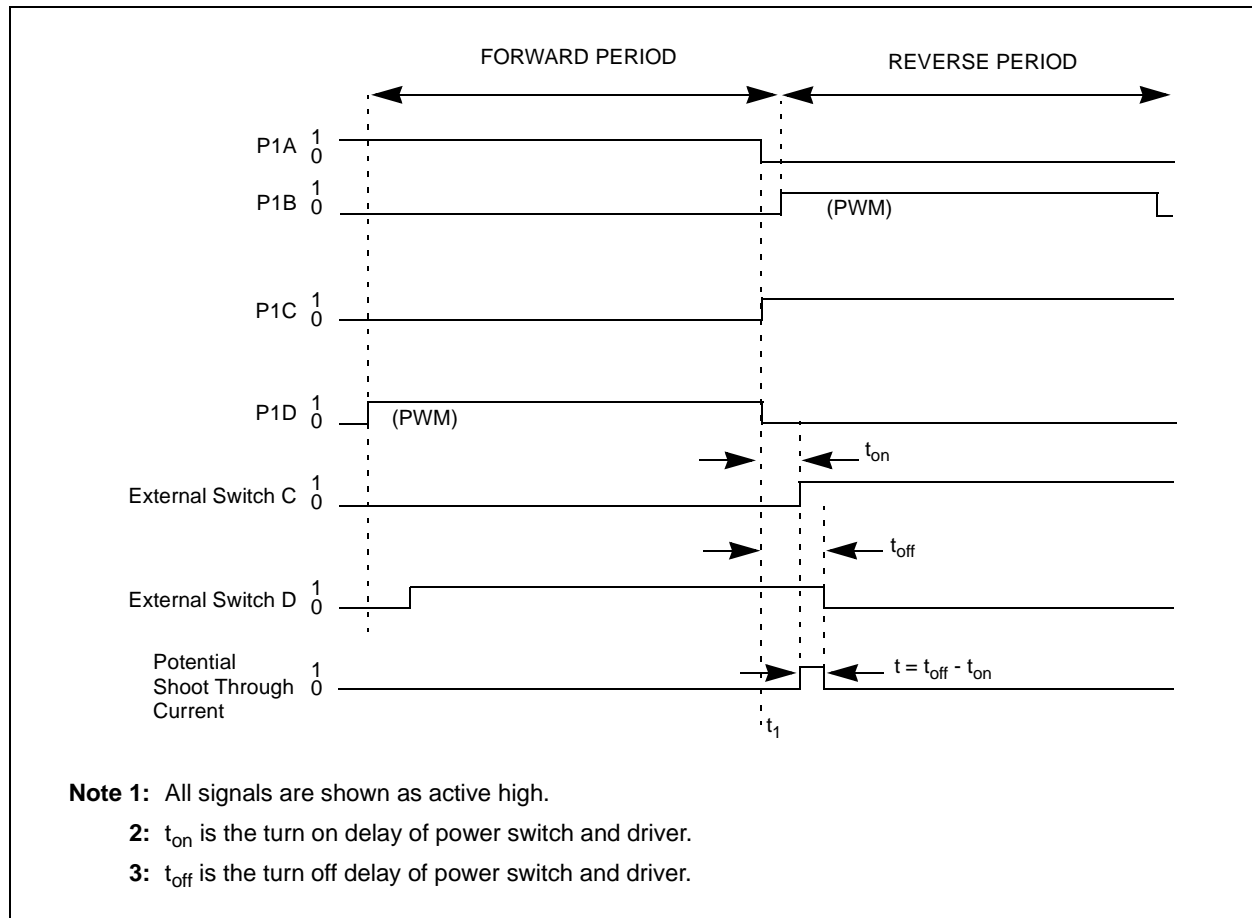 FORWARD PERIOD
REVERSE PERIOD
P1A 1
0
P1B 1
0
(PWM)
P1C 1
0
P1D 1
0
(PWM)
ton
External Switch C 1
0
toff
External Switch D 1
0
Potential
Shoot Through
Current
1
0
t = toff - ton
t1
Note 1: All signals are shown as active high.
2: ton is the turn on delay of power switch and driver.
3: toff is the turn off delay of power switch and driver.